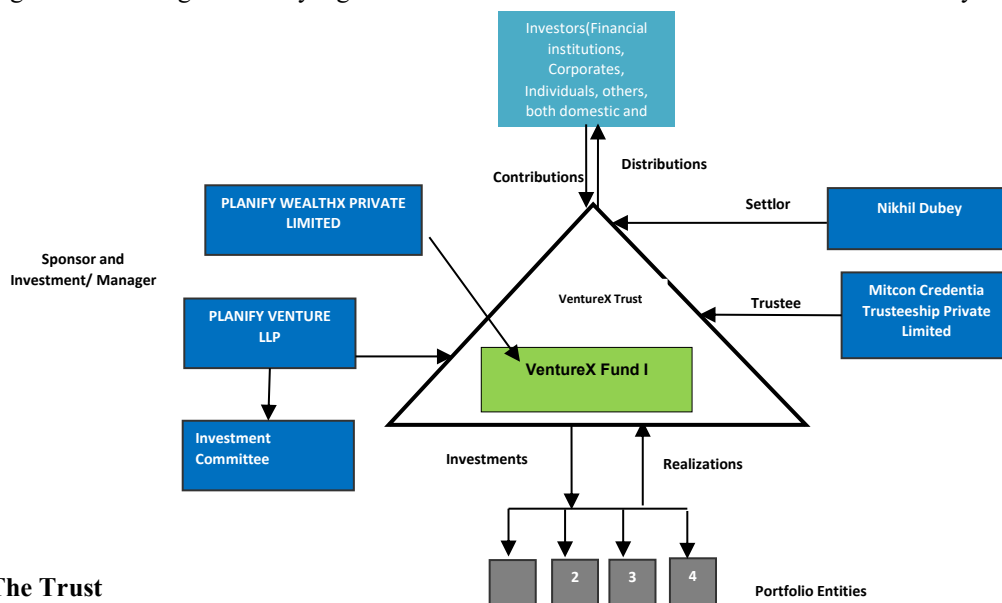 Investors(Financial
institutions,
Corporates,
Individuals, others,
both domestic and
Contributions
Distributions
PLANIFY WEALTHX PRIVATE
LIMITED
Settlor
Nikhil Dubey
Sponsor and
Investment/ Manager
VentureX Trust
Trustee
Mitcon Credentia
Trusteeship Private
Limited
PLANIFY VENTURE
LLP
VentureX Fund I
Investment
Committee
Investments
Realizations
2
3
4
The Trust
Portfolio Entities